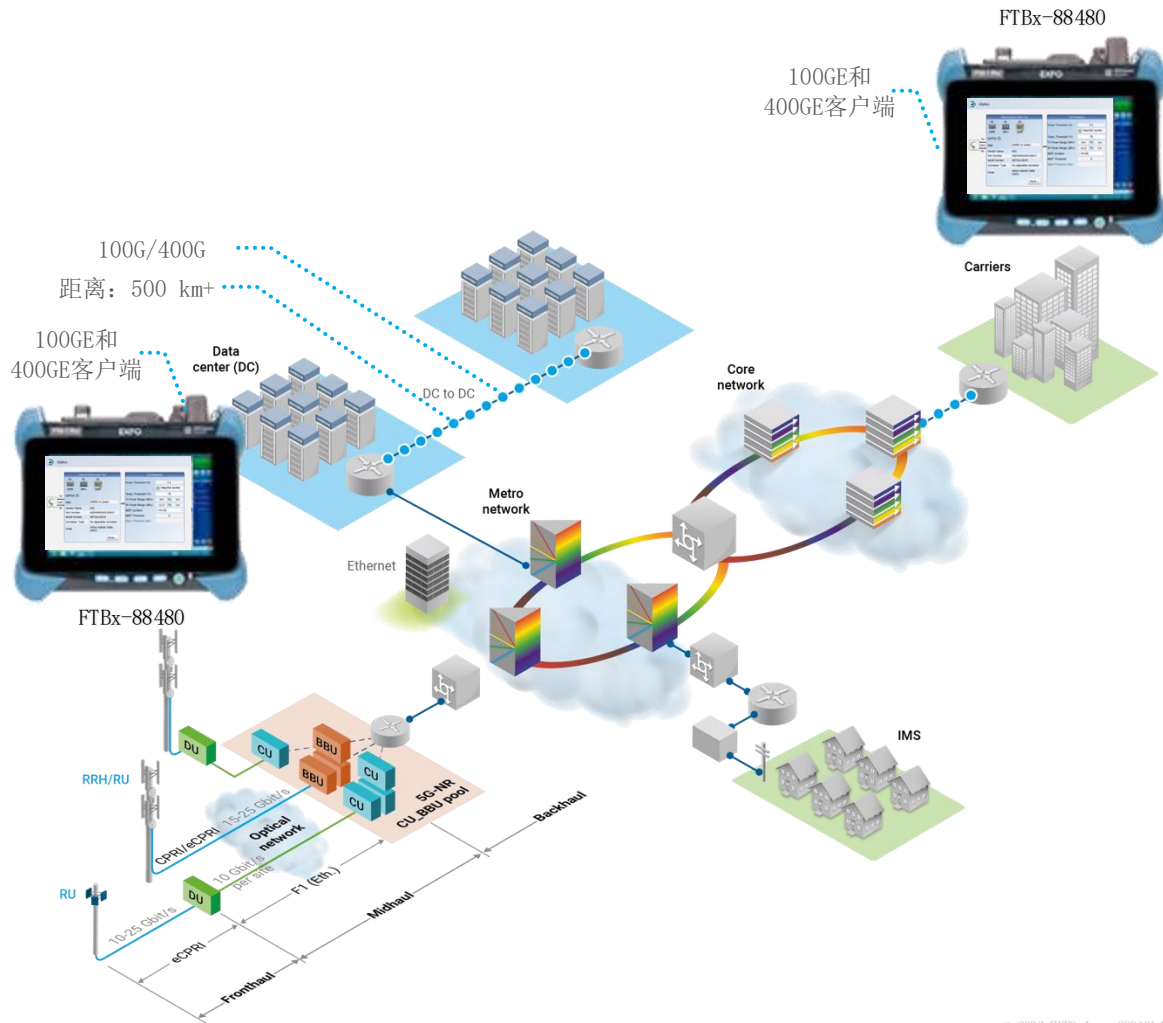 FTBx-88480
100GE和
400GE客户端
EXFO
100G/400G
距离: 500 km+
100GE和
400GE客户端
Data
center (DC)
DC to DC
Carriers
Core
network
EXFO
Metro
network
Ethernet
FTBx-88480
IMS
DU
CU
BBU
BBU
CU
CU
RRH/RU
5G-NR
CU_BBU pool
CPRI/eCPRI
15-25 Gbit/s
Optical
network
10 Gbit/s
per site
RU
DU
10-25 Gbit/s
eCPRI
F1 (Eth.)
Fronthaul
Midhaul
Backhaul